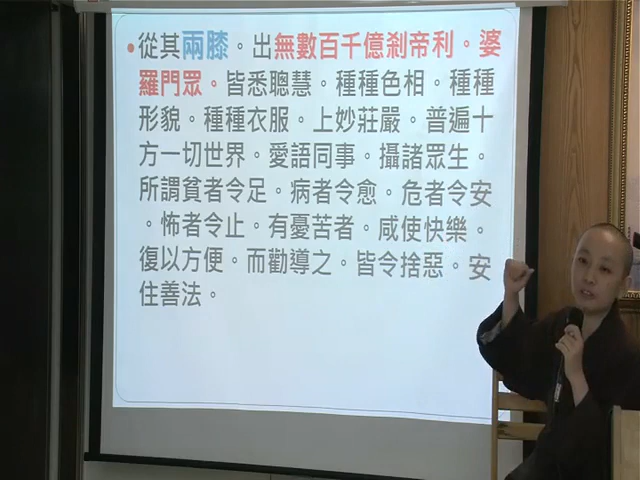 •從其兩膝。出無數百千億剎帝利。婆
羅門眾。皆悉聰慧。種種色相。種種
形貌。種種衣服。上妙莊嚴。普遍十
方一切世界。愛語同事。攝諸眾生。
所謂貧者令足。病者令愈。危者令安
。怖者令止。有憂苦者。咸使快樂。
復以方便。而勸導之。皆令捨惡。安
住善法。